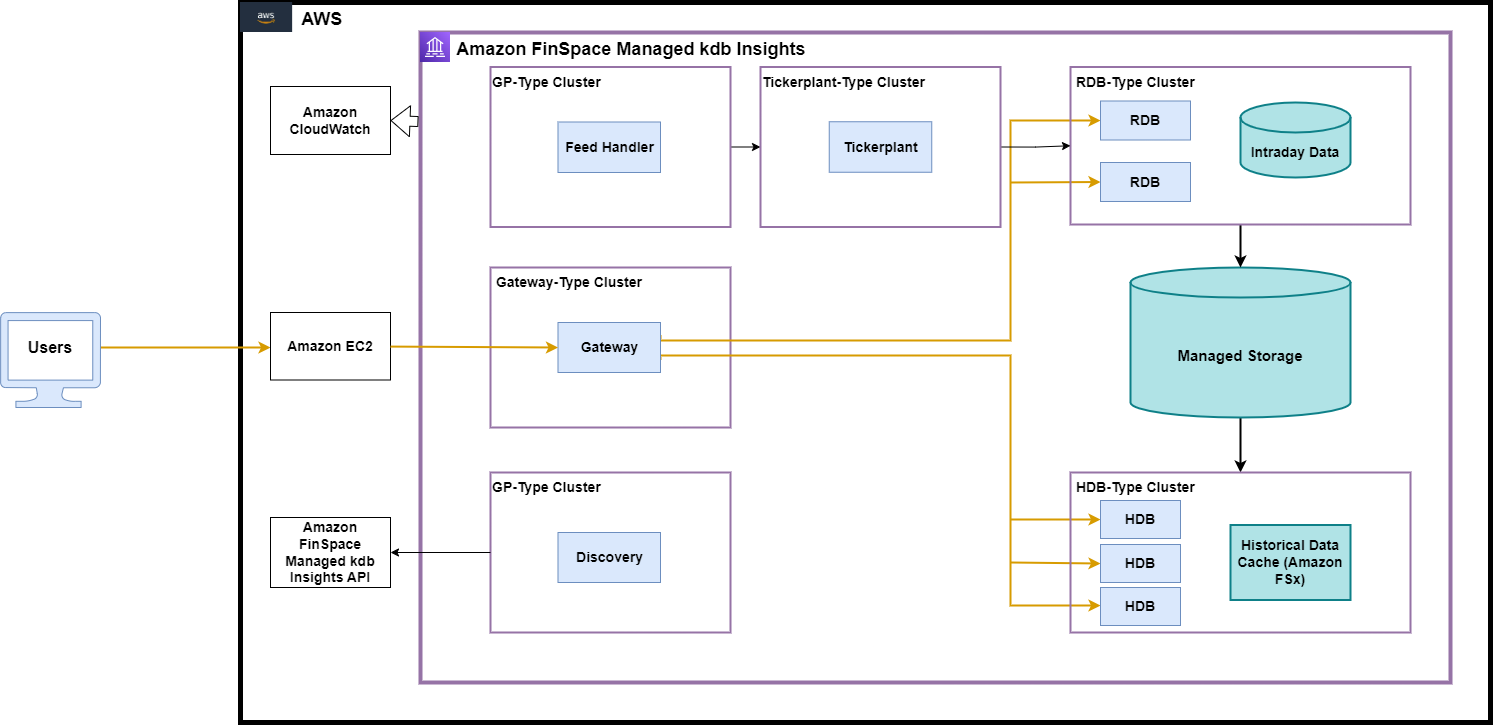 aws
AWS
Amazon FinSpace Managed kdb Insights
Amazon
CloudWatch
GP-Type Cluster
Feed Handler
Tickerplant-Type Cluster
Tickerplant
RDB-Type Cluster
RDB
RDB
Intraday Data
Users
Amazon EC2
Gateway-Type Cluster
Gateway
Managed Storage
Amazon
FinSpace
Managed kdb
Insights API
GP-Type Cluster
Discovery
HDB-Type Cluster
HDB
HDB
HDB
Historical Data
Cache (Amazon
FSx)